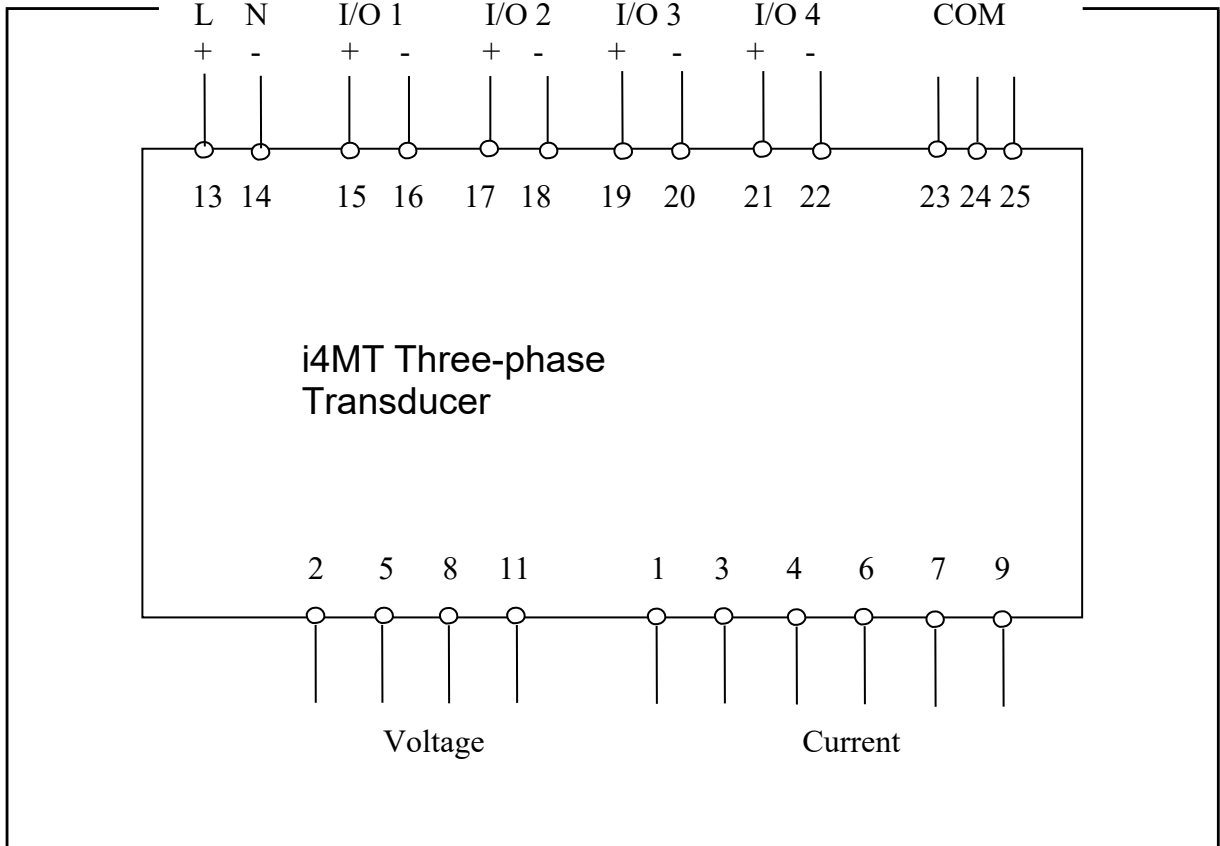 L N I/O 1 I/O 2 I/O 3 I/O 4 COM
+ - + - + - + - + -
13 14 15 16 17 18 19 20 21 22 23 24 25
i4MT Three-phase
Transducer
2 5 8 11 1 3 4 6 7 9
Voltage Current